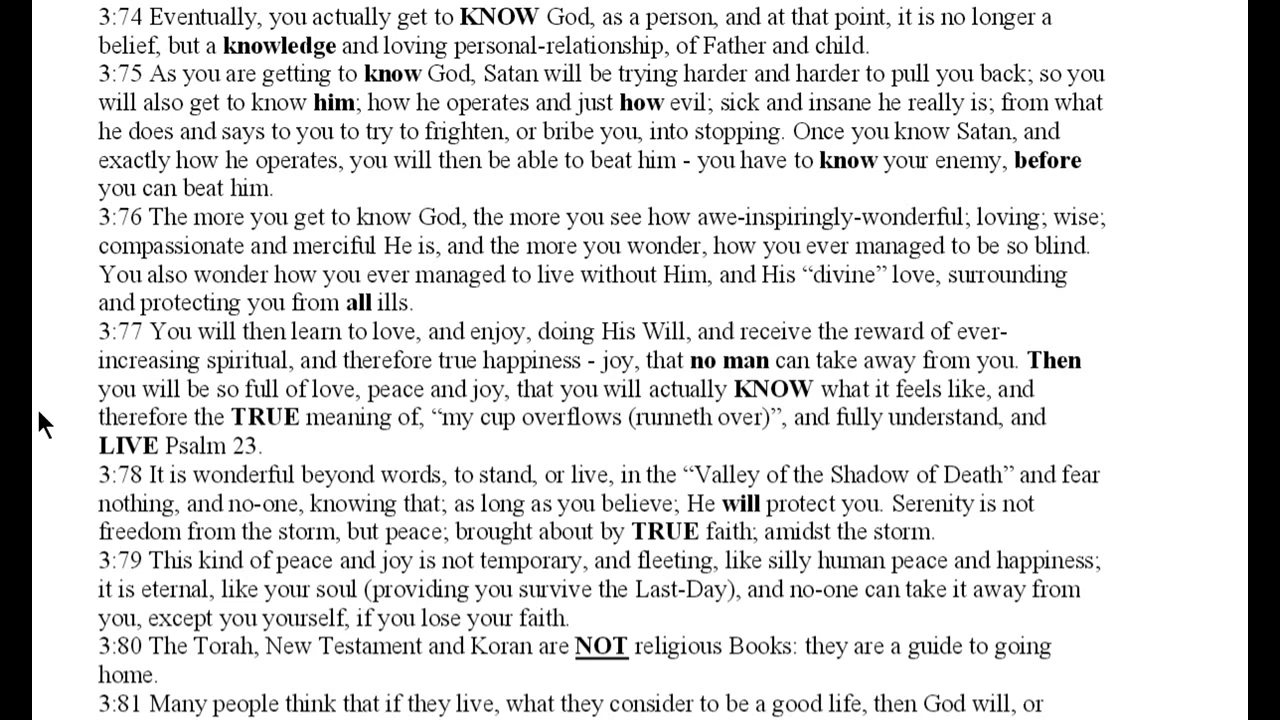 3:74 Eventually, you actually get to KNOW God, as a person, and at that point, it is no longer a
belief, but a knowledge and loving personal-relationship, of Father and child.
3:75 As you are getting to know God, Satan will be trying harder and harder to pull you back; so you
will also get to know him; how he operates and just how evil; sick and insane he really is; from what
he does and says to you to try to frighten, or bribe you, into stopping. Once you know Satan, and
exactly how he operates, you will then be able to beat him - you have to know your enemy, before
you can beat him.
3:76 The more you get to know God, the more you see how awe-inspiringly-wonderful; loving; wise;
compassionate and merciful He is, and the more you wonder, how you ever managed to be so blind.
You also wonder how you ever managed to live without Him, and His “divine” love, surrounding
and protecting you from all ills.
3:77 You will then learn to love, and enjoy, doing His Will, and receive the reward of ever-
increasing spiritual, and therefore true happiness - joy, that no man can take away from you. Then
you will be so full of love, peace and joy, that you will actually KNOW what it feels like, and
therefore the TRUE meaning of, “my cup overflows (runneth over)”, and fully understand, and
LIVE Psalm 23.
3:78 It is wonderful beyond words, to stand, or live, in the “Valley of the Shadow of Death” and fear
nothing, and no-one, knowing that; as long as you believe; He will protect you. Serenity is not
freedom from the storm, but peace; brought about by TRUE faith; amidst the storm.
3:79 This kind of peace and joy is not temporary, and fleeting, like silly human peace and happiness;
it is eternal, like your soul (providing you survive the Last-Day), and no-one can take it away from
you, except you yourself, if you lose your faith.
3:80 The Torah, New Testament and Koran are NOT religious Books: they are a guide to going
home.
3:81 Many people think that if they live, what they consider to be a good life, then God will, or